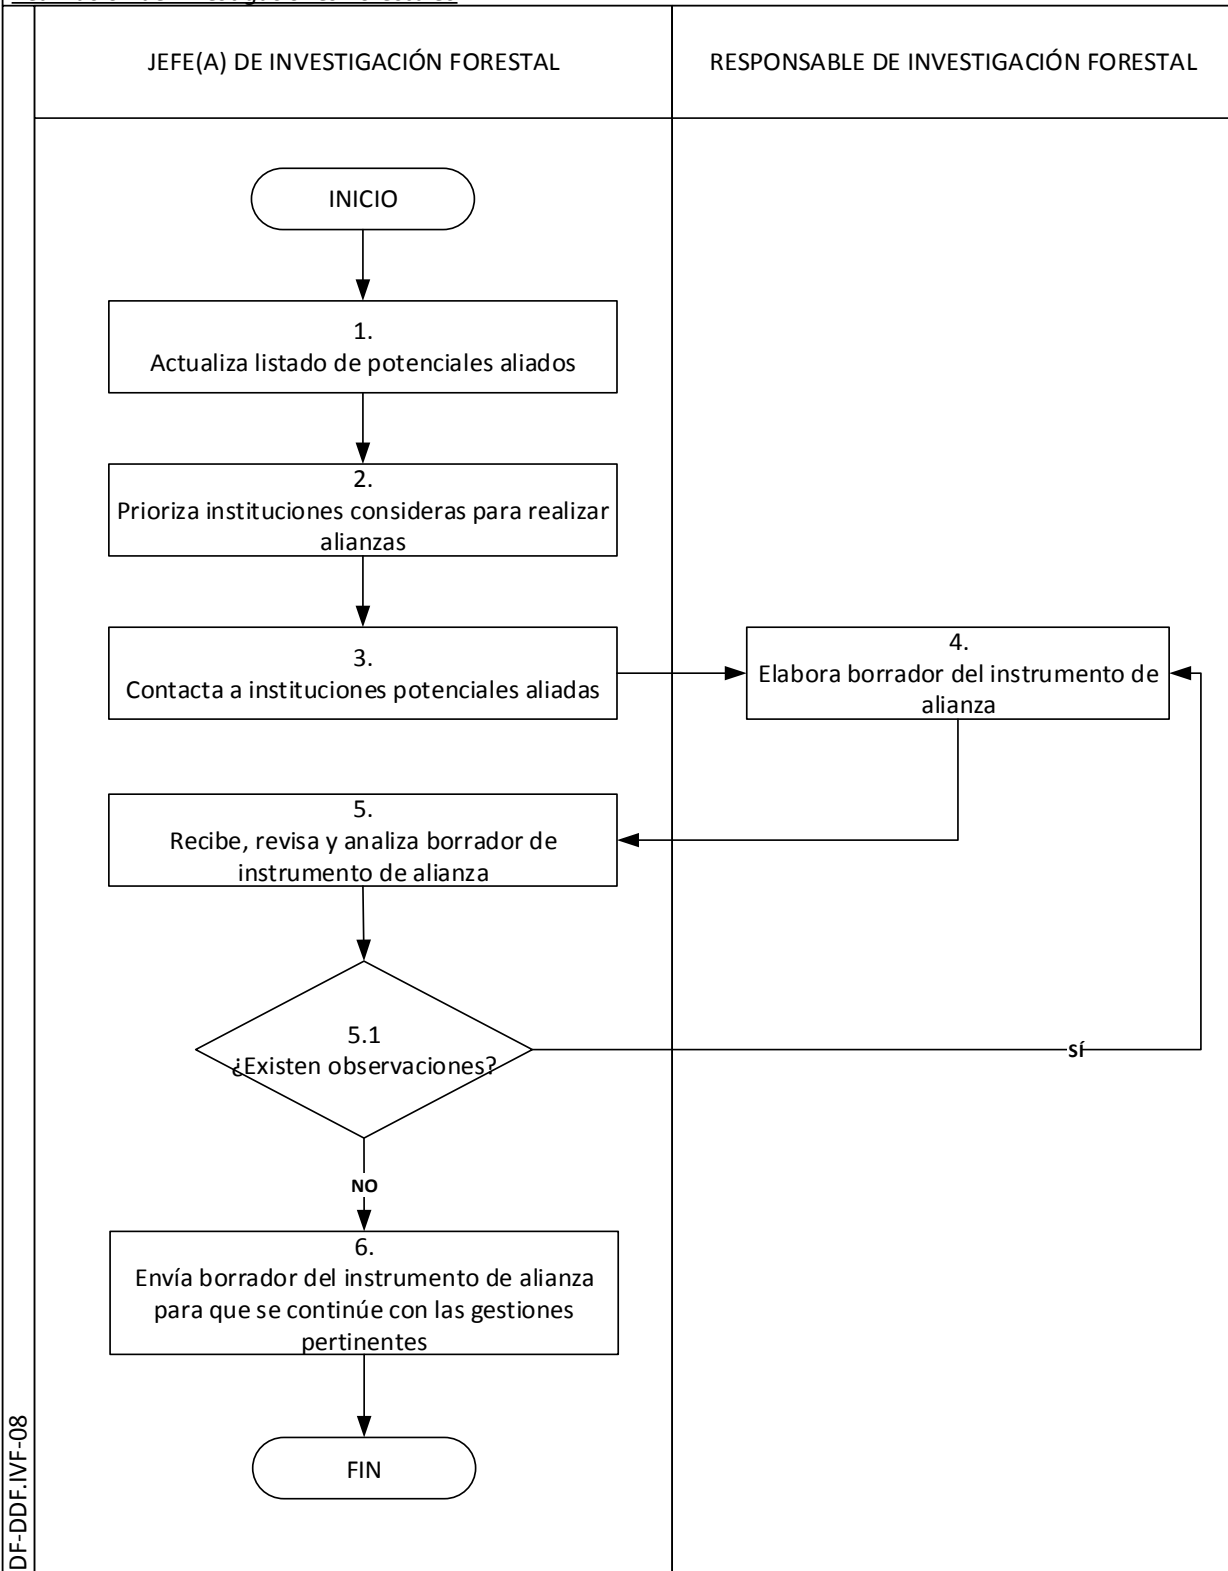 JEFE(A) DE INVESTIGACIÓN FORESTAL
RESPONSABLE DE INVESTIGACIÓN FORESTAL
INICIO
1.
Actualiza listado de potenciales aliados
2.
Prioriza instituciones consideras para realizar
alianzas
3.
Contacta a instituciones potenciales aliadas
4.
Elabora borrador del instrumento de
alianza
5.
Recibe, revisa y analiza borrador de
instrumento de alianza
5.1
¿Existen observaciones?
SÍ
NO
6.
Envía borrador del instrumento de alianza
para que se continúe con las gestiones
pertinentes
FIN
DF-DDF.IVF-08